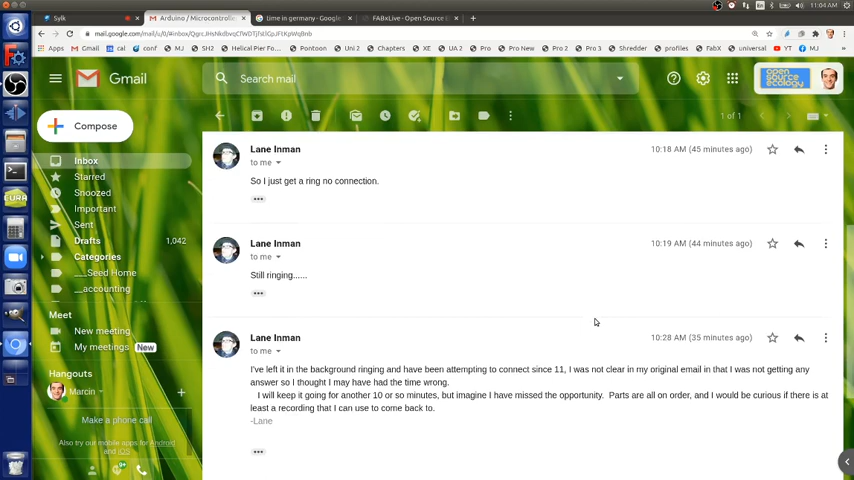 11:04 AM
Sylk
Arduino / Microcontrolle
time in germany - Google
FABxLive - Open Source E
mail.google.com/mail/u/0/
Apps
Gmail
cal
conf
MJ
SH2
Helical Pier Fo...
Pontoon
Uni 2
Chapters
XE
UA 2
Pro
Pro New
Pro 2
Pro 3
Shredder
profiles
FabX
universal
YT
MJ
Gmail
Search mail
OPEN
SOURCE
ECOLOGY
Compose
1 of 1
Inbox
Starred
Snoozed
Important
Sent
Drafts 1,042
Categories
___Seed Home
__accounting
Meet
New meeting
My meetings New
Hangouts
Marcin
Make a phone call
Also try our mobile apps for Android
and iOS
Lane Inman 10:18 AM (45 minutes ago)
to me
So I just get a ring no connection.
Lane Inman 10:19 AM (44 minutes ago)
to me
Still ringing......
Lane Inman 10:28 AM (35 minutes ago)
to me
I've left it in the background ringing and have been attempting to connect since 11, I was not clear in my original email in that I was not getting any
answer so I thought I may have had the time wrong.
I will keep it going for another 10 or so minutes, but imagine I have missed the opportunity. Parts are all on order, and I would be curious if there is at
least a recording that I can use to come back to.
-Lane
CURA